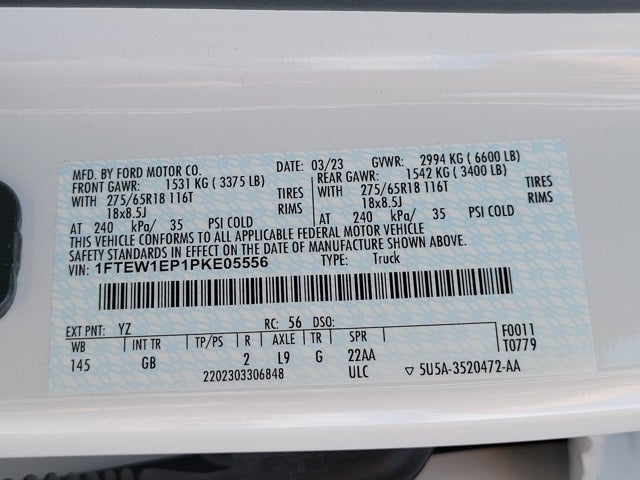 MFD. BY FORD MOTOR CO. DATE: 03/23 GVWR: 2994 KG (6600 LB)
FRONT GAWR: 1531 KG (3375 LB) REAR GAWR: 1542 KG (3400 LB)
WITH 275/65R18 116T TIRES WITH 275/65R18 116T TIRES
18x8.5J RIMS 18x8.5J RIMS
AT 240 kPa/ 35 PSI COLD AT 240 kPa/ 35 PSI COLD
THIS VEHICLE CONFORMS TO ALL APPLICABLE FEDERAL MOTOR VEHICLE
SAFETY STANDARDS IN EFFECT ON THE DATE OF MANUFACTURE SHOWN ABOVE.
VIN: 1FTEW1EP1PKE05556 TYPE: Truck
EXT PNT: YZ RC: 56 DSO: F0011
WB INT TR TP/PS R AXLE TR SPR T0779
145 GB 2 L9 G 22AA
2202303306848 ULC ▽ 5U5A-3520472-AA